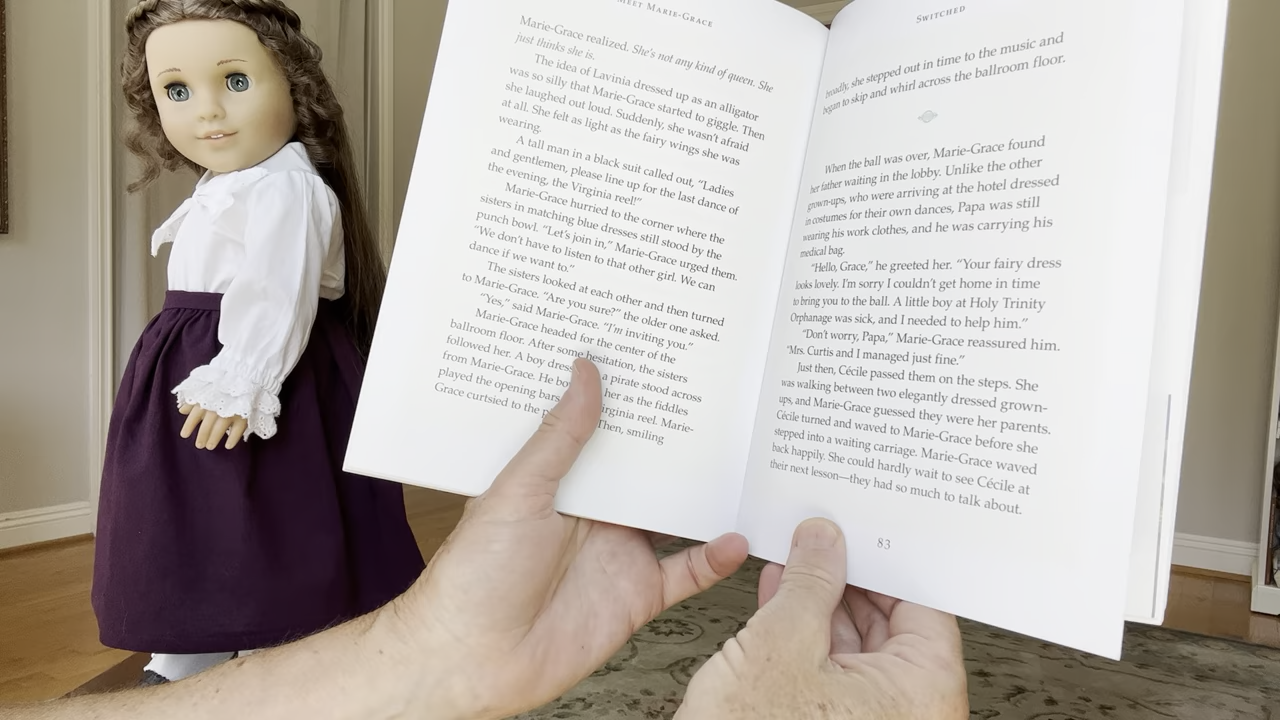 Meet Marie-Grace
Marie-Grace realized. She's not any kind of queen. She
just thinks she is.
The idea of Lavinia dressed up as an alligator
was so silly that Marie-Grace started to giggle. Then
she laughed out loud. Suddenly, she wasn't afraid
at all. She felt as light as the fairy wings she was
wearing.
A tall man in a black suit called out, "Ladies
and gentlemen, please line up for the last dance of
the evening, the Virginia reel!"
Marie-Grace hurried to the corner where the
sisters in matching blue dresses still stood by the
punch bowl. "Let's join in," Marie-Grace urged them.
"We don't have to listen to that other girl. We can
dance if we want to."
The sisters looked at each other and then turned
to Marie-Grace. "Are you sure?" the older one asked.
"Yes," said Marie-Grace. "I'm inviting you."
Marie-Grace headed for the center of the
ballroom floor. After some hesitation, the sisters
followed her. A boy a pirate stood across
from Marie-Grace. He her as the fiddles
played the opening bars reel. Marie-
Grace curtsied to the Then, smiling
Switched
broadly, she stepped out in time to the music and
began to skip and whirl across the ballroom floor.
When the ball was over, Marie-Grace found
her father waiting in the lobby. Unlike the other
grown-ups, who were arriving at the hotel dressed
in costumes for their own dances, Papa was still
wearing his work clothes, and he was carrying his
medical bag.
"Hello, Grace," he greeted her. "Your fairy dress
looks lovely. I'm sorry I couldn't get home in time
to bring you to the ball. A little boy at Holy Trinity
Orphanage was sick, and I needed to help him."
"Don't worry, Papa," Marie-Grace reassured him.
"Mrs. Curtis and I managed just fine."
Just then, Cécile passed them on the steps. She
was walking between two elegantly dressed grown-
ups, and Marie-Grace guessed they were her parents.
Cécile turned and waved to Marie-Grace before she
stepped into a waiting carriage. Marie-Grace waved
back happily. She could hardly wait to see Cécile at
their next lesson—they had so much to talk about.
83